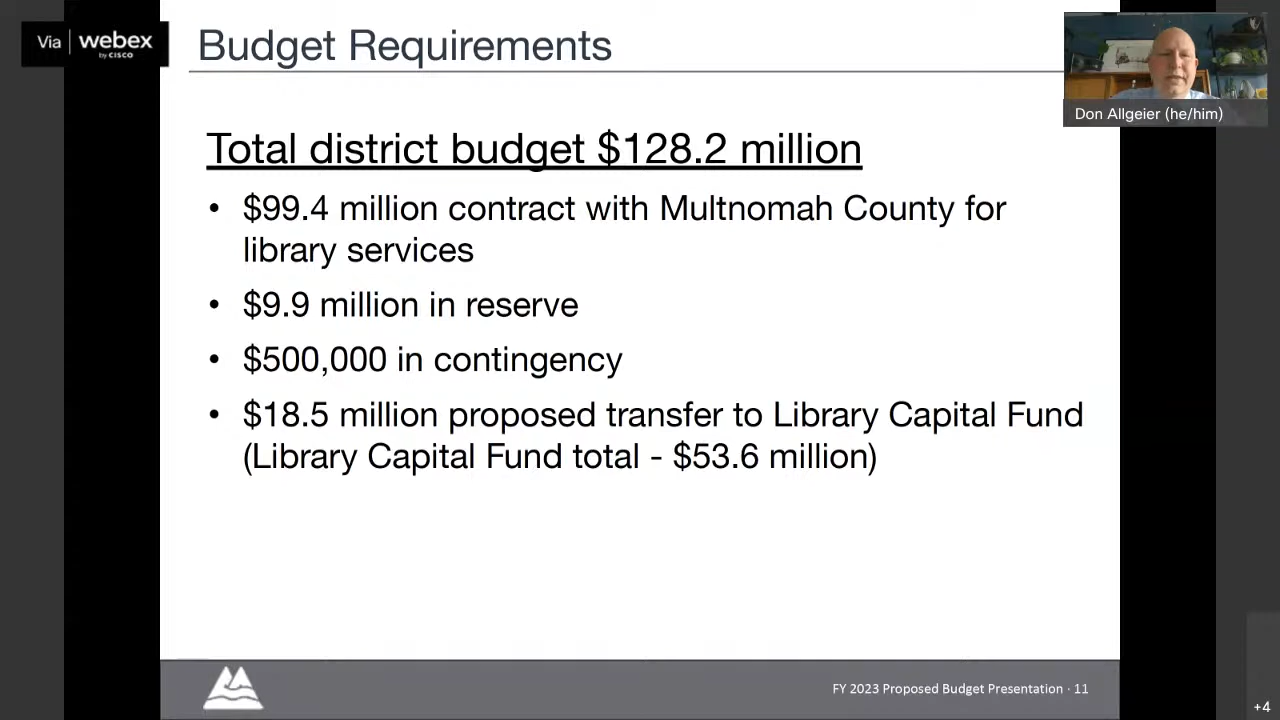 Via | webex
by CISCO
Budget Requirements
Don Allgeier (he/him)
Total district budget $128.2 million
• $99.4 million contract with Multnomah County for
library services
• $9.9 million in reserve
• $500,000 in contingency
• $18.5 million proposed transfer to Library Capital Fund
(Library Capital Fund total - $53.6 million)
FY 2023 Proposed Budget Presentation · 11
+4